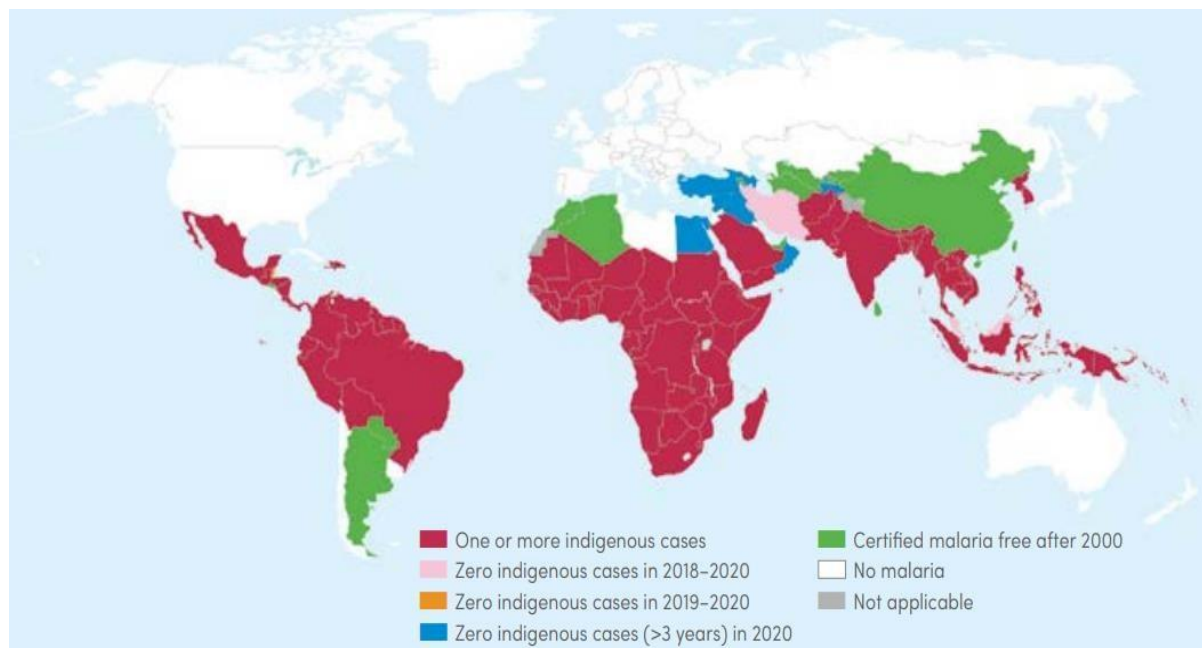 One or more indigenous cases
Zero indigenous cases in 2018–2020
Zero indigenous cases in 2019–2020
Zero indigenous cases (>3 years) in 2020
Certified malaria free after 2000
No malaria
Not applicable